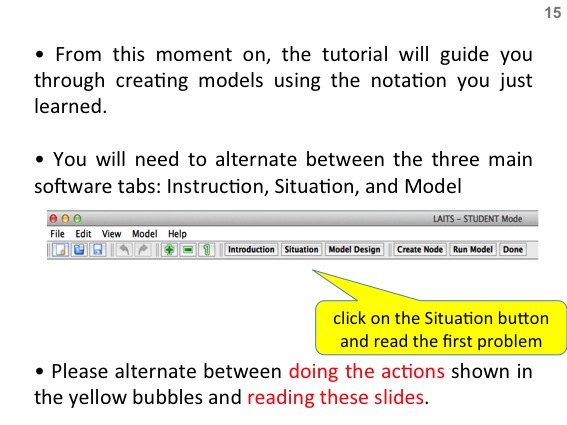 15
• From this moment on, the tutorial will guide you
through creating models using the notation you just
learned.
• You will need to alternate between the three main
software tabs: Instruction, Situation, and Model
LAITS - STUDENT Mode
File Edit View Model Help
Introduction Situation Model Design Create Node Run Model Done
click on the Situation button
and read the first problem
• Please alternate between doing the actions shown in
the yellow bubbles and reading these slides.